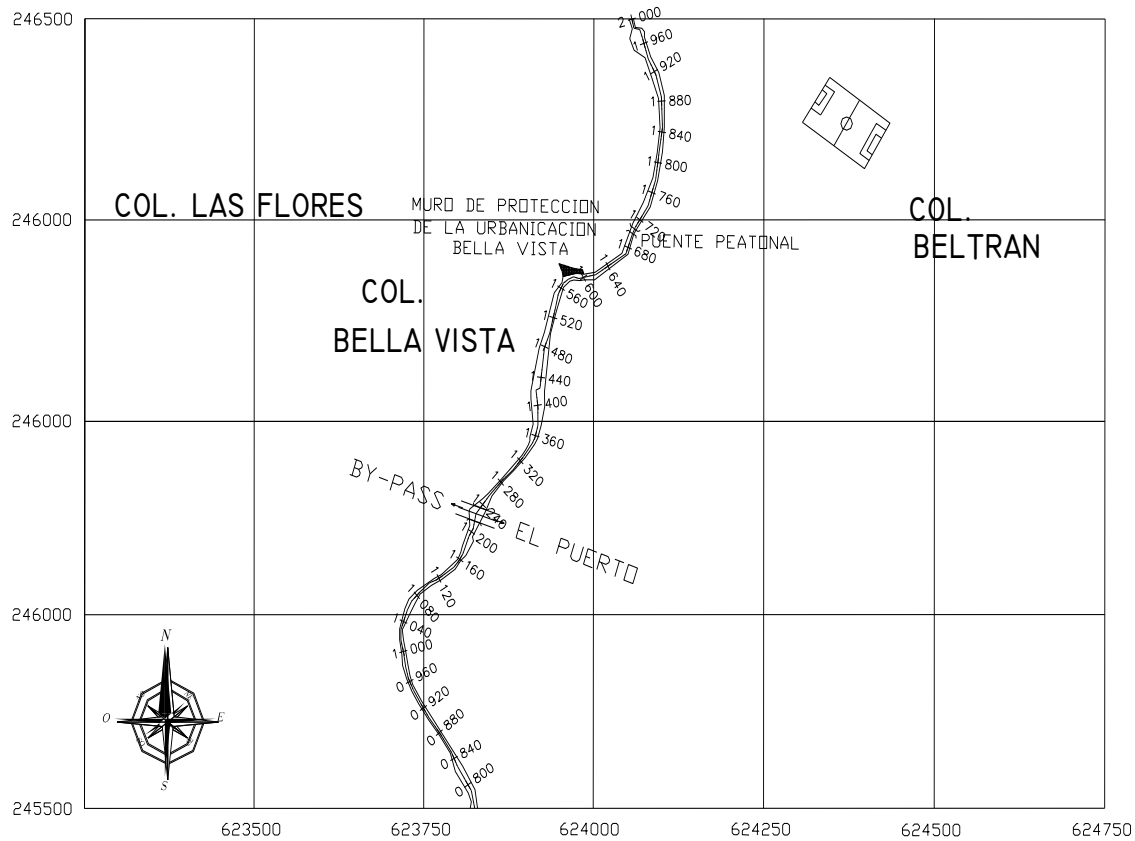 246500
2+000
1+960
1+920
1+880
1+840
1+800
1+760
1+720
1+680
1+640
1+600
1+560
1+520
1+480
1+440
1+400
1+360
1+320
1+280
1+240
1+200
1+160
1+120
1+080
1+040
1+000
0+960
0+920
0+880
0+840
0+800
COL. LAS FLORES
MURO DE PROTECCION
DE LA URBANICACION
BELLA VISTA
246000
PUENTE PEATONAL
COL.
BELTRAN
COL.
BELLA VISTA
246000
BY-PASS
EL PUERTO
246000
N
O
E
S
245500
623500
623750
624000
624250
624500
624750